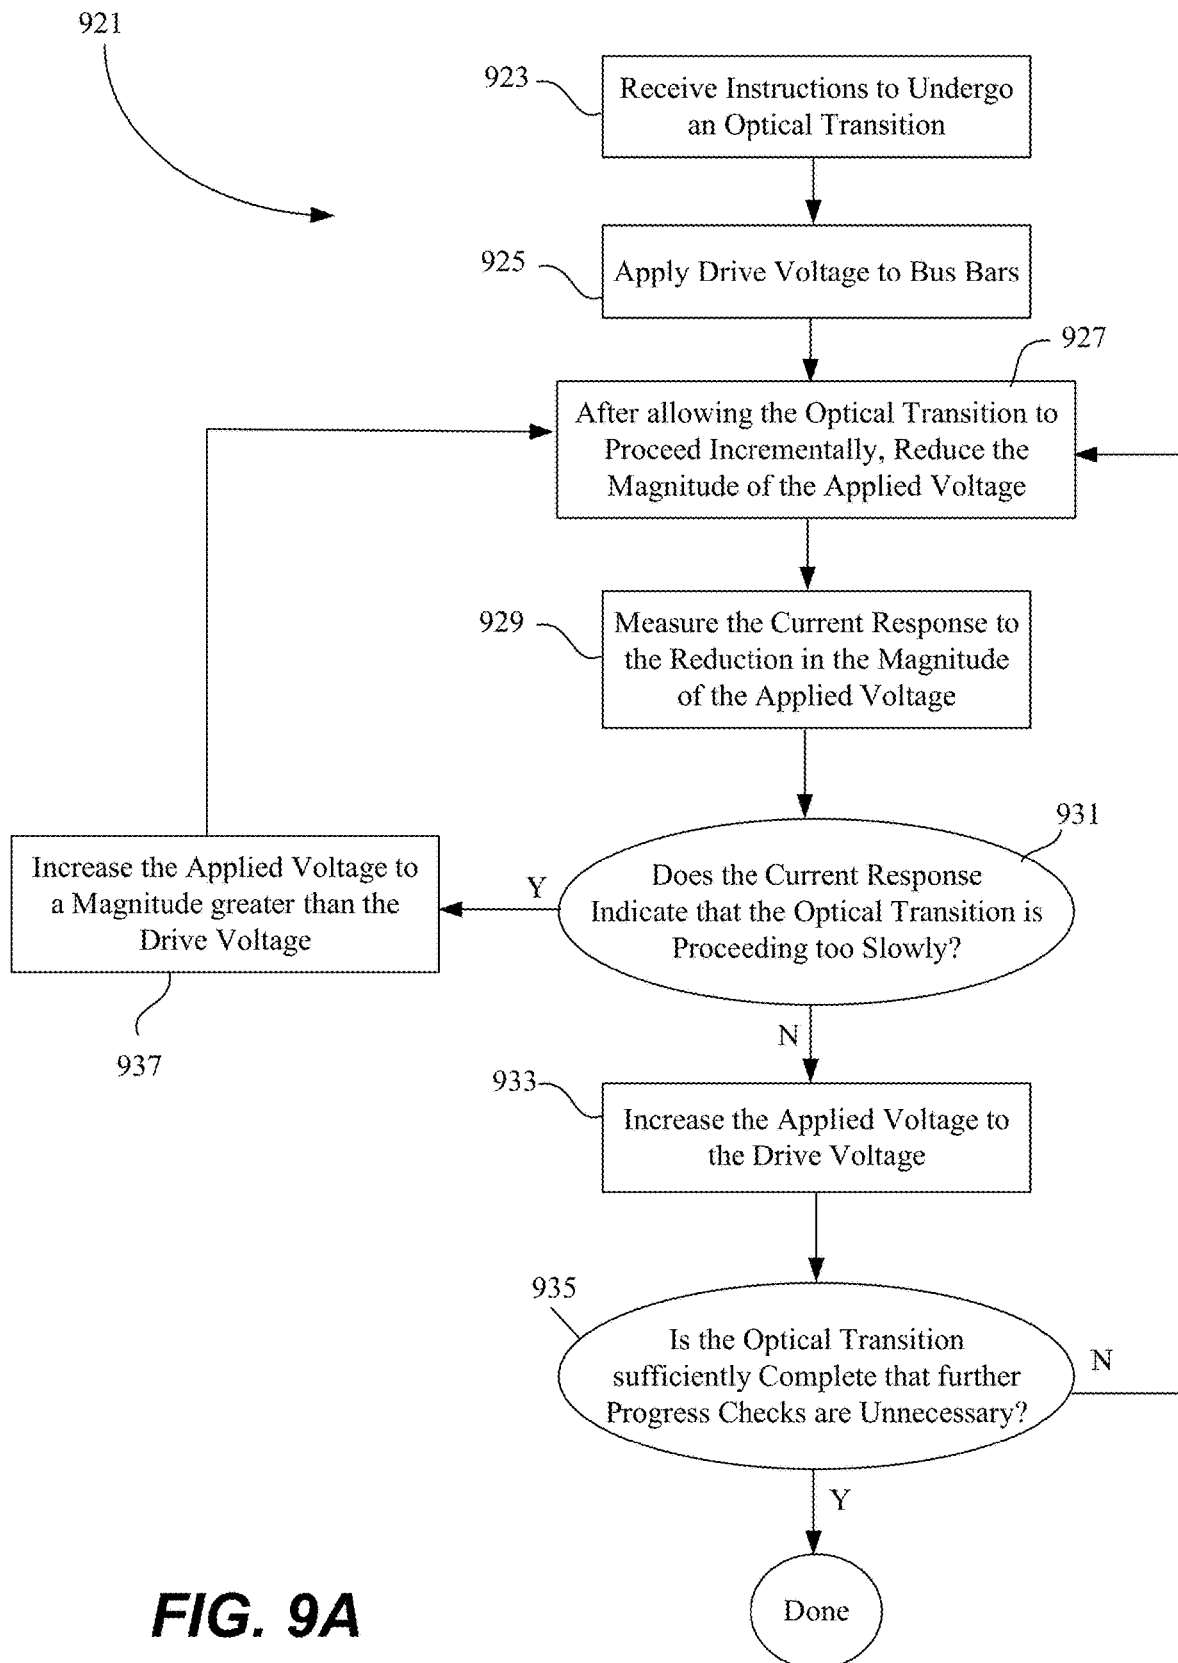 921
923
Receive Instructions to Undergo
an Optical Transition
925
Apply Drive Voltage to Bus Bars
927
After allowing the Optical Transition to
Proceed Incrementally, Reduce the
Magnitude of the Applied Voltage
929
Measure the Current Response to
the Reduction in the Magnitude
of the Applied Voltage
931
Does the Current Response
Indicate that the Optical Transition is
Proceeding too Slowly?
Y
Increase the Applied Voltage to
a Magnitude greater than the
Drive Voltage
937
N
933
Increase the Applied Voltage to
the Drive Voltage
935
Is the Optical Transition
sufficiently Complete that further
Progress Checks are Unnecessary?
N
Y
Done
FIG. 9A